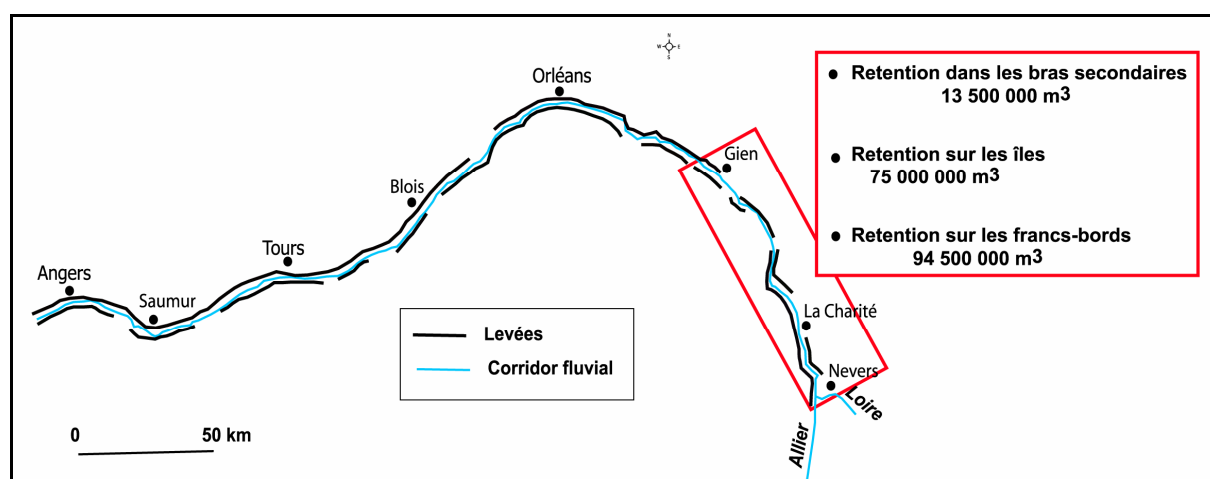 N
W E
S
Orléans
Gien
Blois
Tours
Angers
Saumur
La Charité
Nevers
Loire
Allier
Retention dans les bras secondaires
13 500 000 m3
Retention sur les îles
75 000 000 m3
Retention sur les francs-bords
94 500 000 m3
Levées
Corridor fluvial
0 50 km